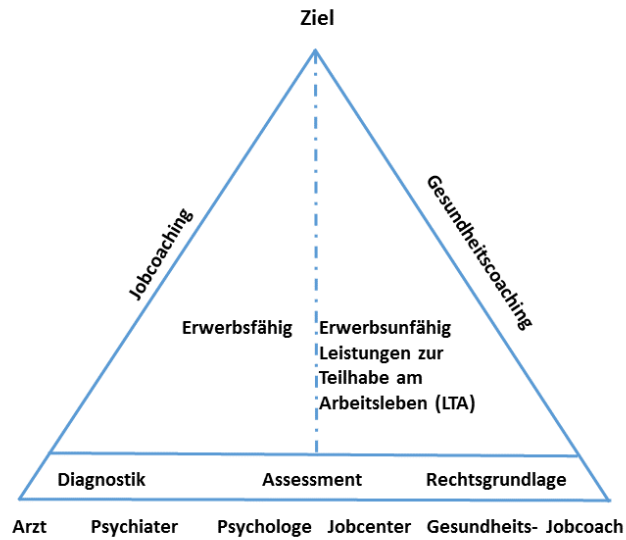 Ziel
Jobcoaching
Gesundheitscoaching
Erwerbsfähig
Erwerbsunfähig
Leistungen zur
Teilhabe am
Arbeitsleben (LTA)
Diagnostik Assessment Rechtsgrundlage
Arzt Psychiater Psychologe Jobcenter Gesundheits- Jobcoach